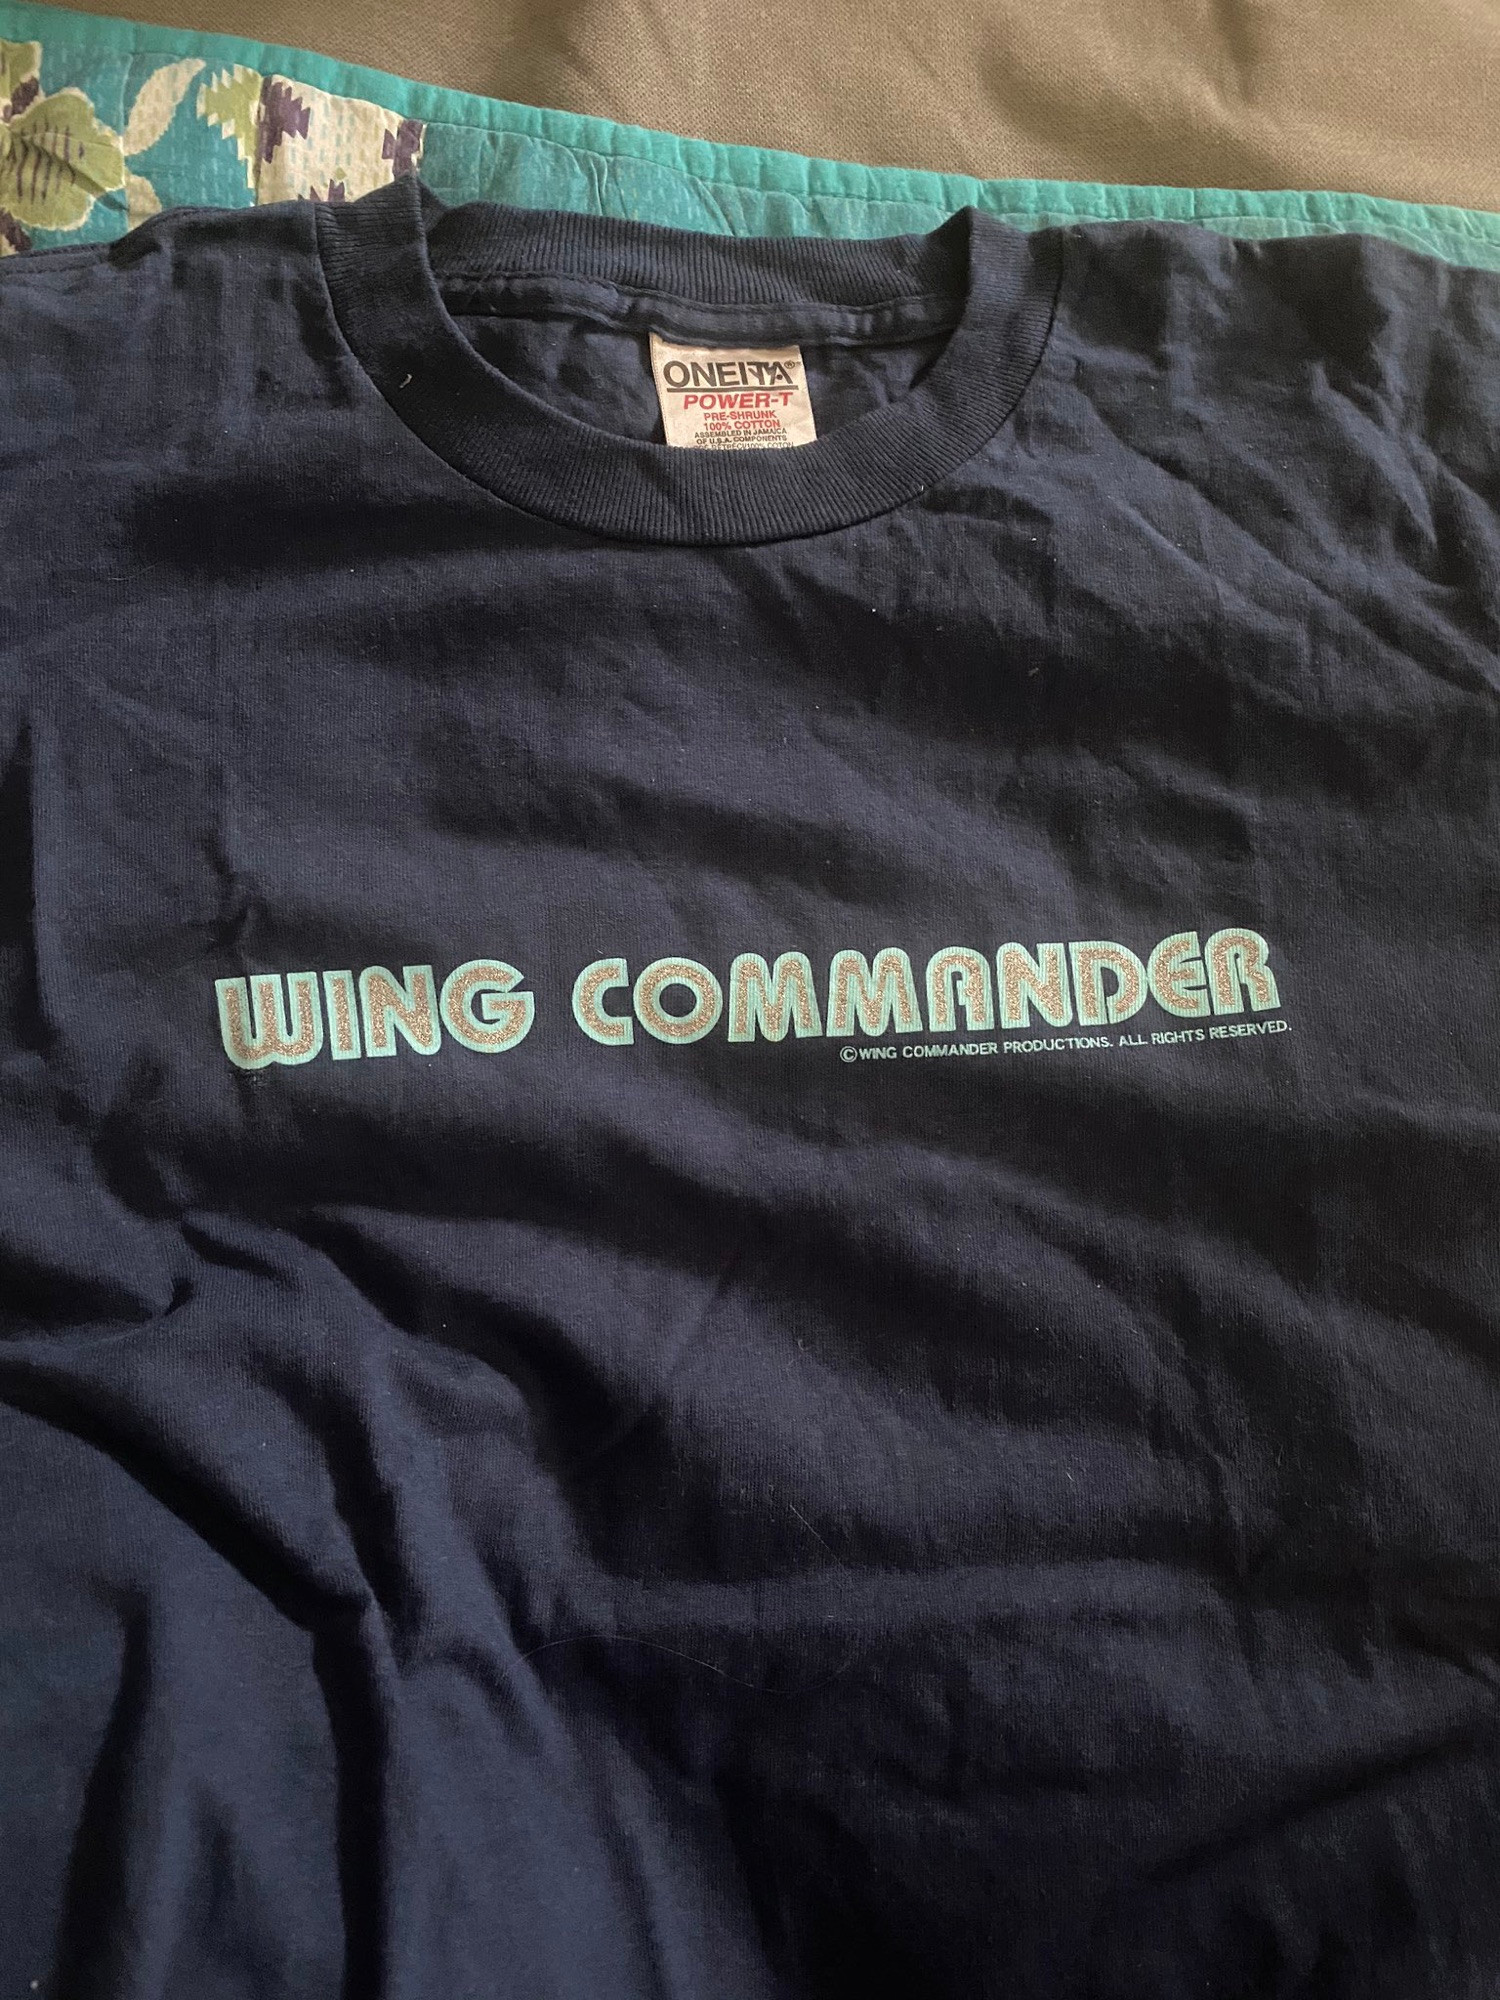 ONEITA®
POWER-T
PRE-SHRUNK
100% COTTON
ASSEMBLED IN JAMAICA
OF U.S.A. COMPONENTS
WING COMMANDER
©WING COMMANDER PRODUCTIONS. ALL RIGHTS RESERVED.